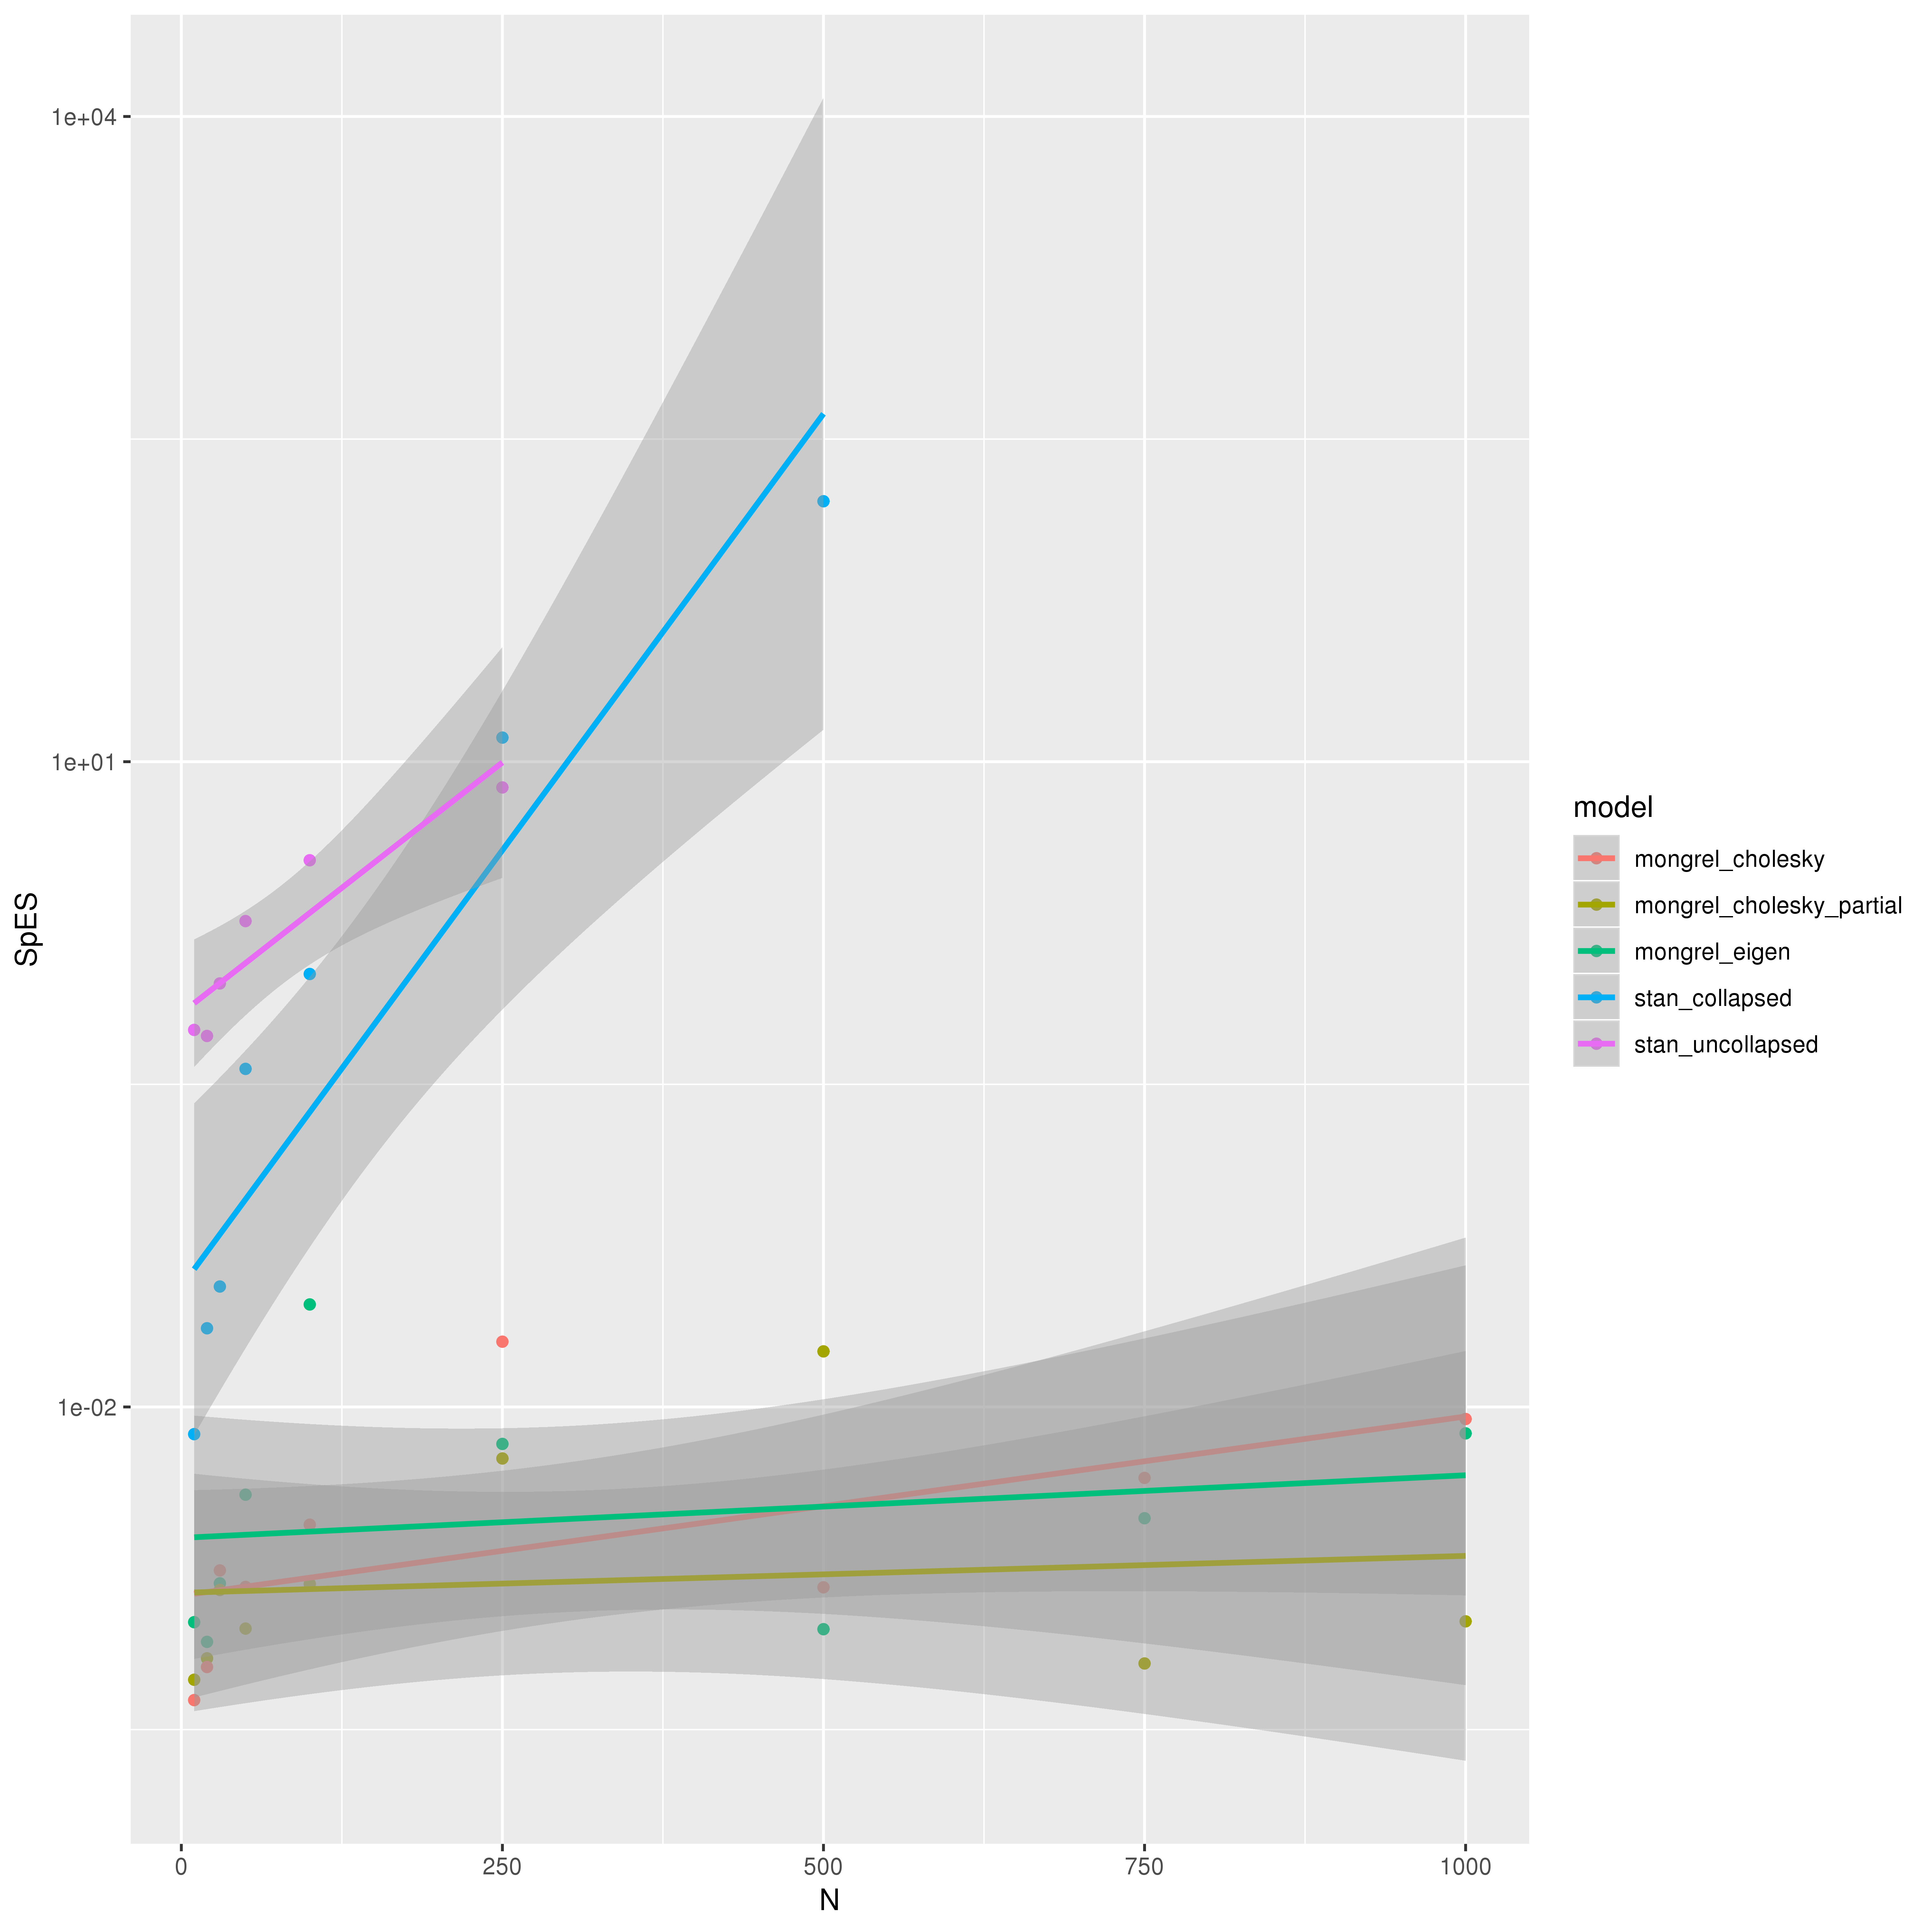 1e+04
1e+01
1e-02
SpES
0
250
500
750
1000
N
model
mongrel_cholesky
mongrel_cholesky_partial
mongrel_eigen
stan_collapsed
stan_uncollapsed